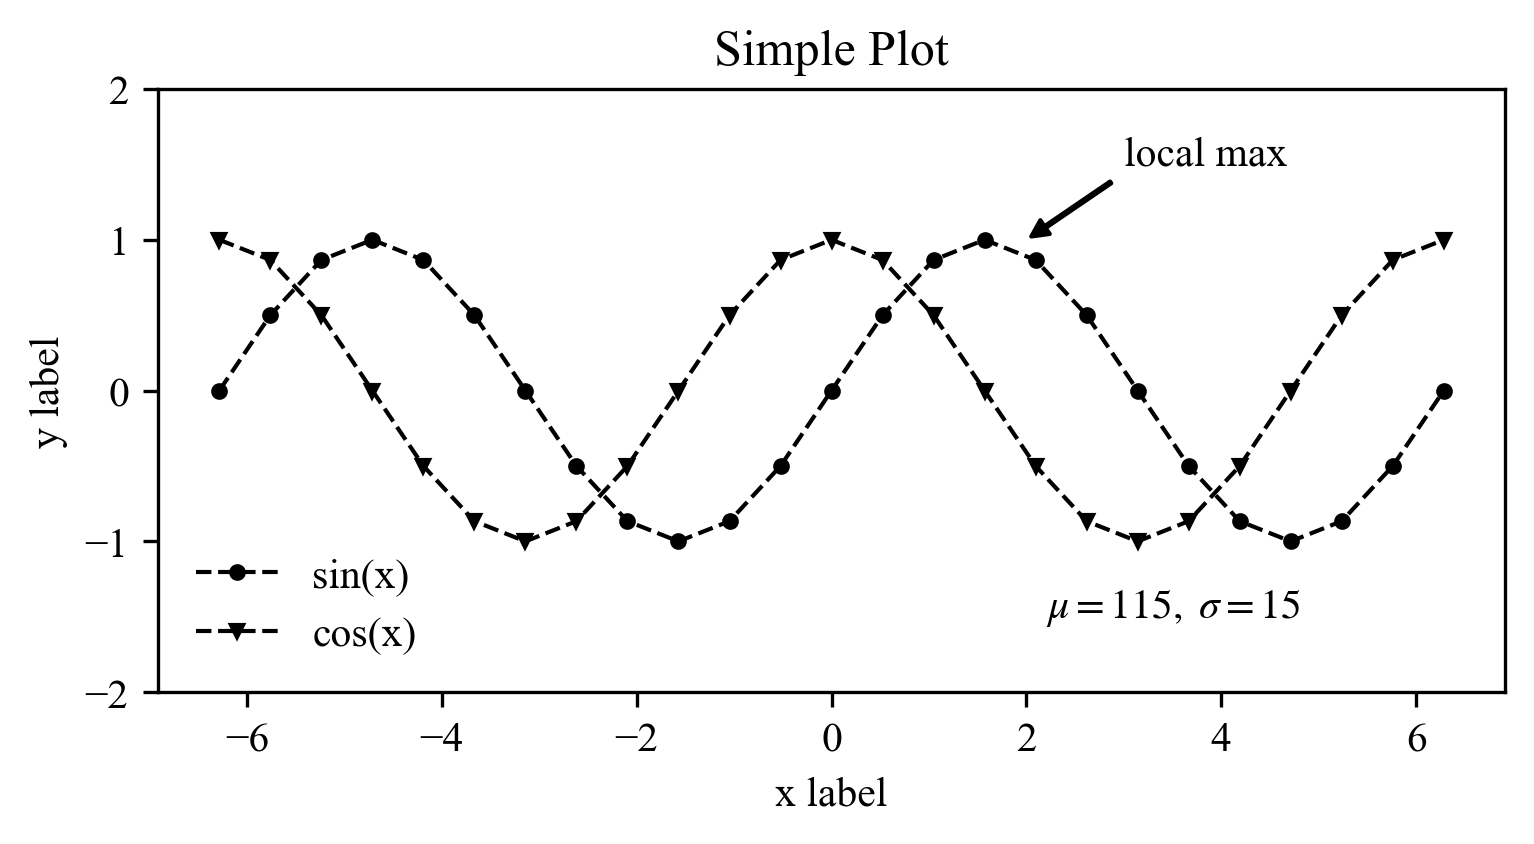 Simple Plot
2
local max
1
y label
0
−1
sin(x)
μ = 115, σ = 15
cos(x)
−2
−6 −4 −2 0 2 4 6
x label